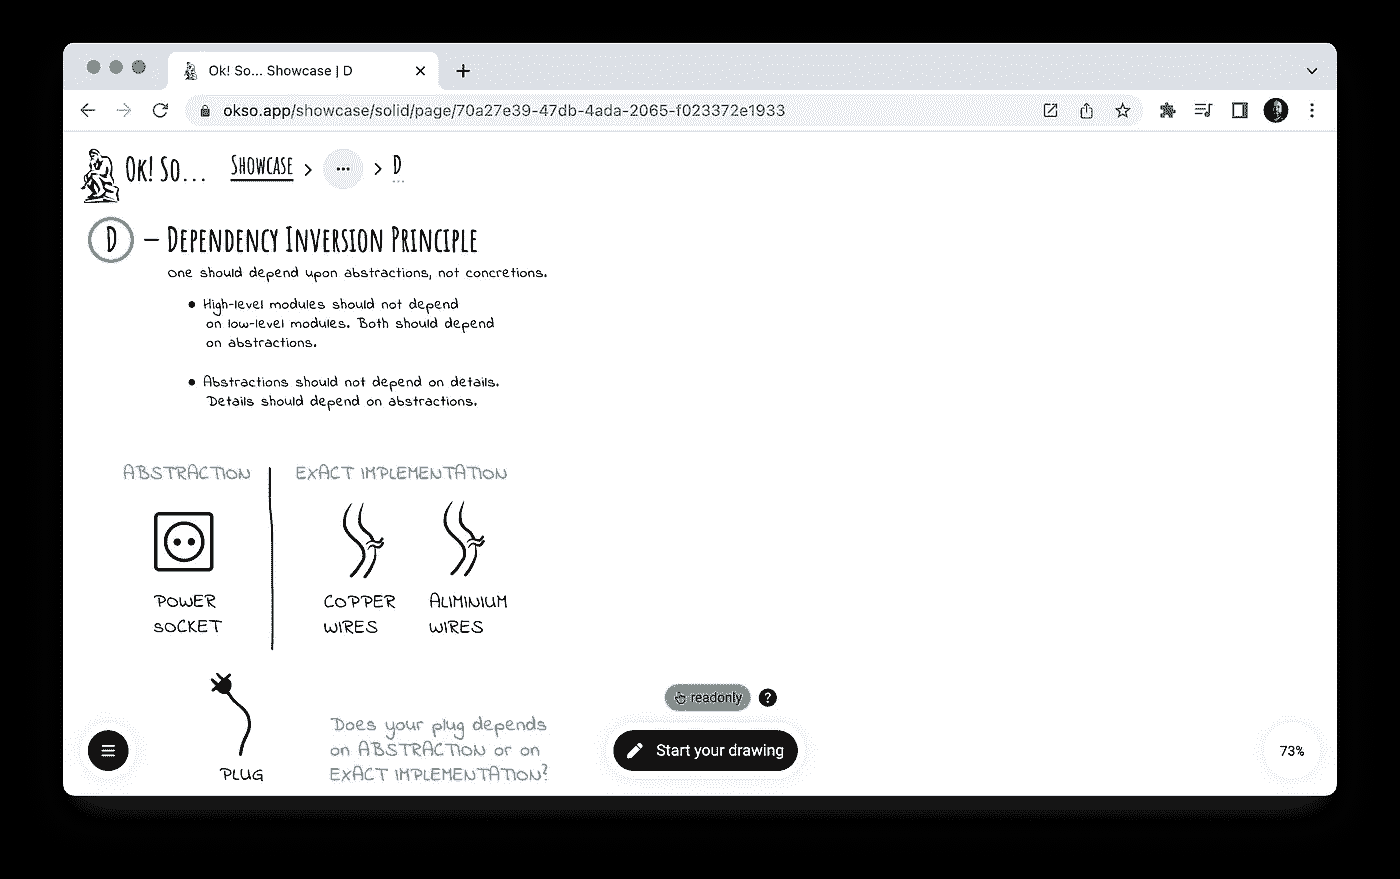 Ok! So... Showcase | D
okso.app/showcase/solid/page/70a27e39-47db-4ada-2065-f023372e1933
OK! SO... SHOWCASE > ... > D
D — DEPENDENCY INVERSION PRINCIPLE
One should depend upon abstractions, not concretions.
• High-level modules should not depend
on low-level modules. Both should depend
on abstractions.
• Abstractions should not depend on details.
Details should depend on abstractions.
ABSTRACTION
EXACT IMPLEMENTATION
POWER
SOCKET
COPPER
WIRES
ALIMINIUM
WIRES
PLUG
Does your plug depends
on ABSTRACTION or on
EXACT IMPLEMENTATION?
readonly ?
Start your drawing
73%